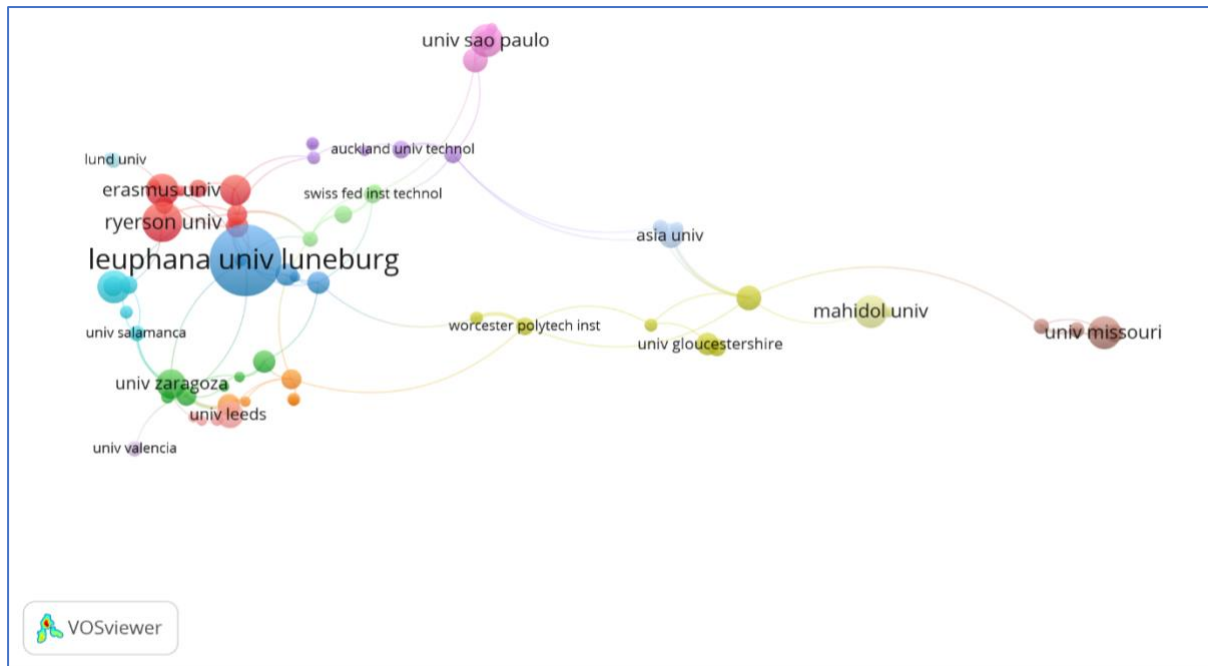 univ sao paulo
auckland univ technol
lund univ
erasmus univ
swiss fed inst technol
ryerson univ
asia univ
leuphana univ luneburg
mahidol univ
worcester polytech inst
univ missouri
univ salamanca
univ gloucestershire
univ zaragoza
univ leeds
univ valencia
VOSviewer